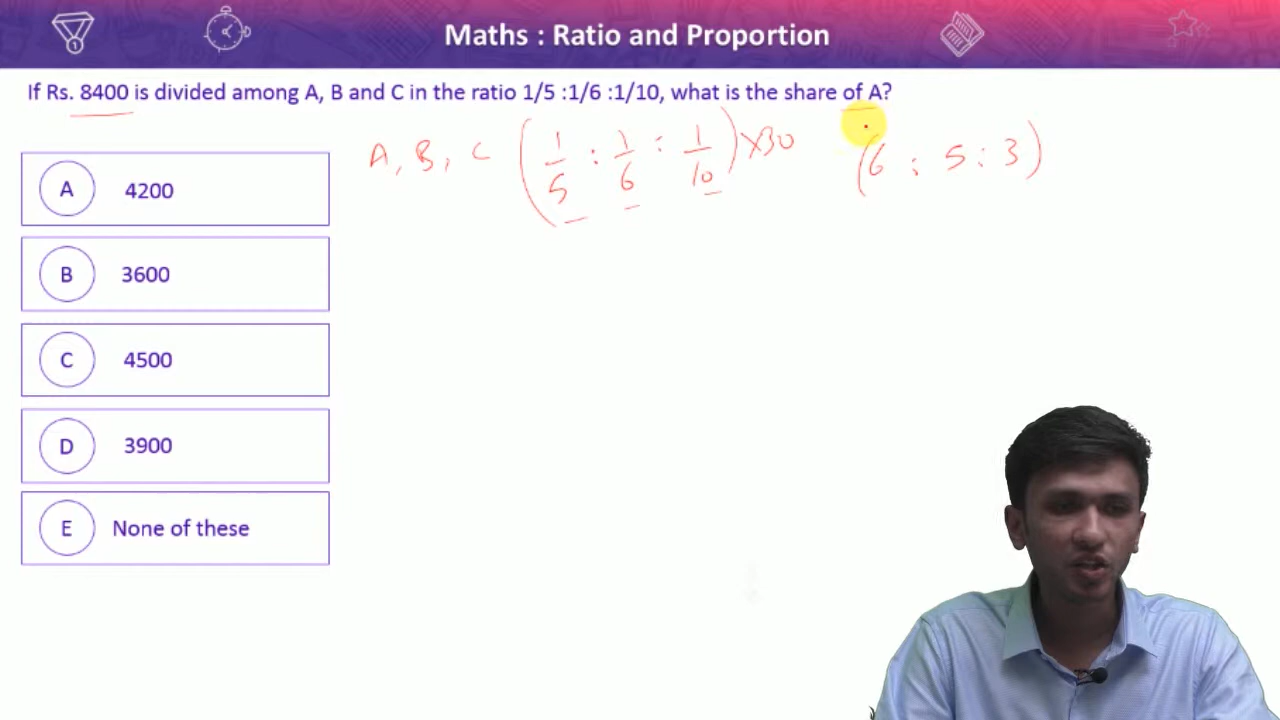 Maths : Ratio and Proportion
If Rs. 8400 is divided among A, B and C in the ratio 1/5 :1/6 :1/10, what is the share of A?
A, B, C (1/5 : 1/6 : 1/10) x30 (6 : 5 : 3)
A 4200
B 3600
C 4500
D 3900
E None of these